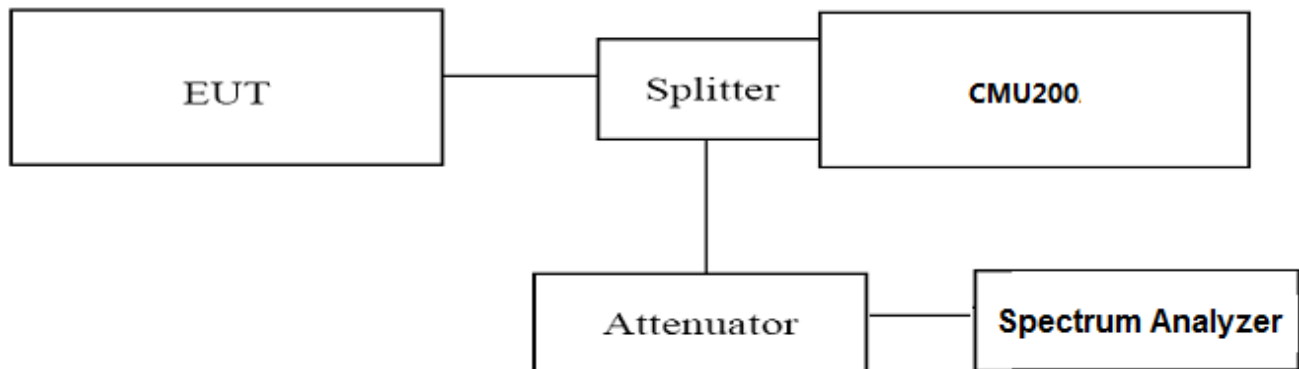 EUT
Splitter
CMU200
Attenuator
Spectrum Analyzer